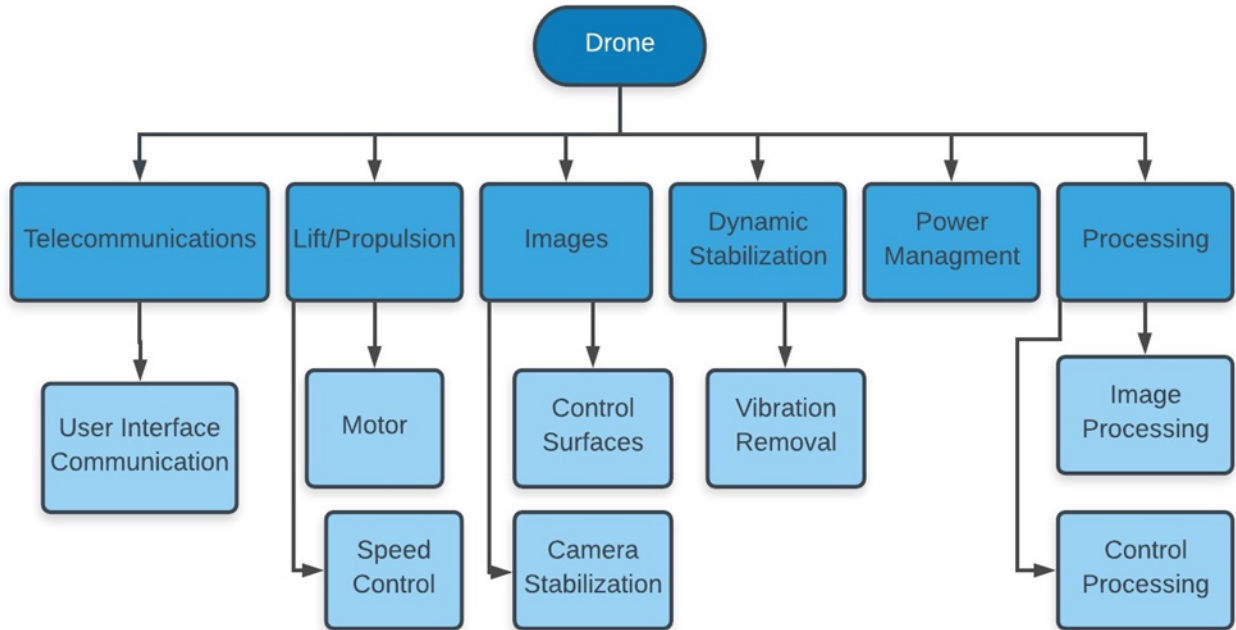 Drone
Telecommunications
Lift/Propulsion
Images
Dynamic
Stabilization
Power
Managment
Processing
User Interface
Communication
Motor
Control
Surfaces
Vibration
Removal
Image
Processing
Speed
Control
Camera
Stabilization
Control
Processing